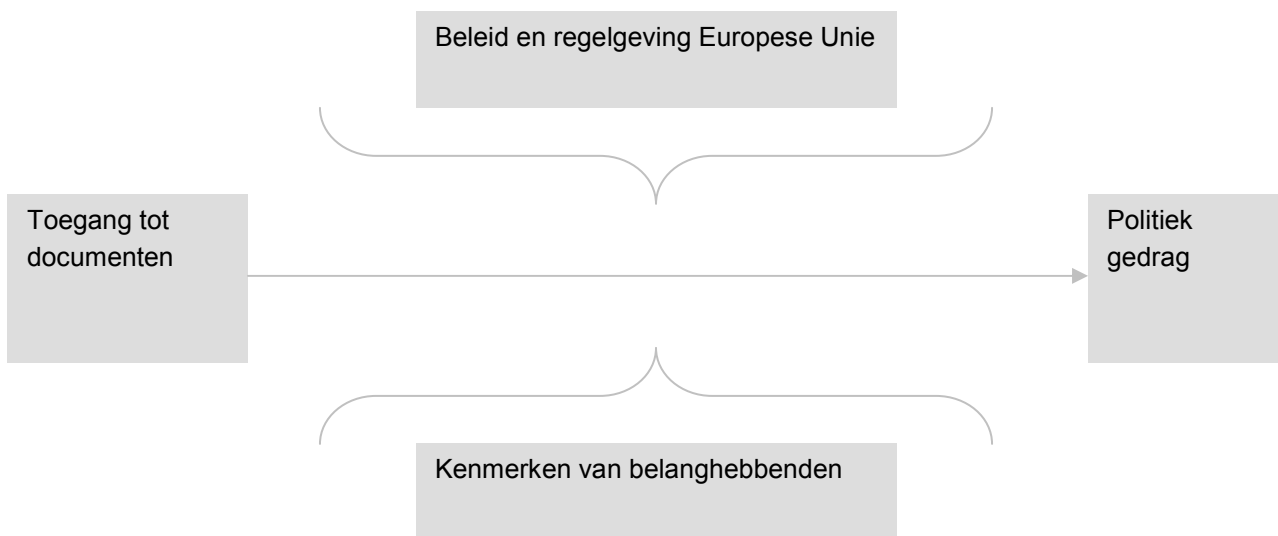 Beleid en regelgeving Europese Unie
Toegang tot
documenten
Politiek
gedrag
Kenmerken van belanghebbenden